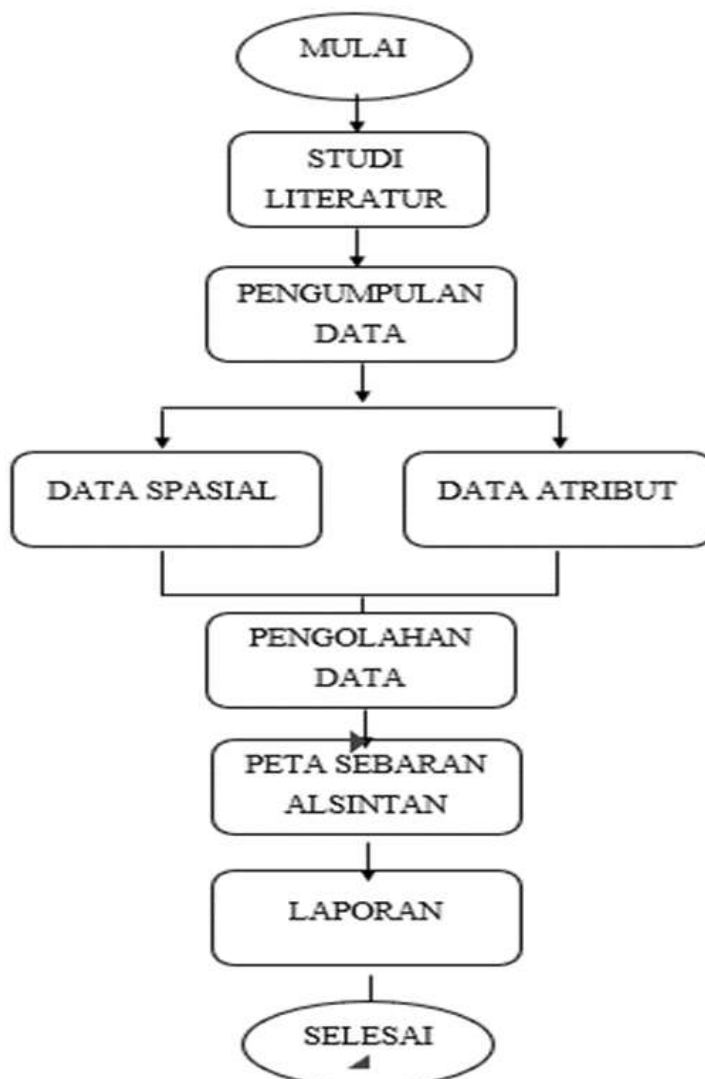 MULAI
STUDI
LITERATUR
PENGUMPULAN
DATA
DATA SPASIAL
DATA ATRIBUT
PENGOLAHAN
DATA
PETA SEBARAN
ALSINTAN
LAPORAN
SELESAI